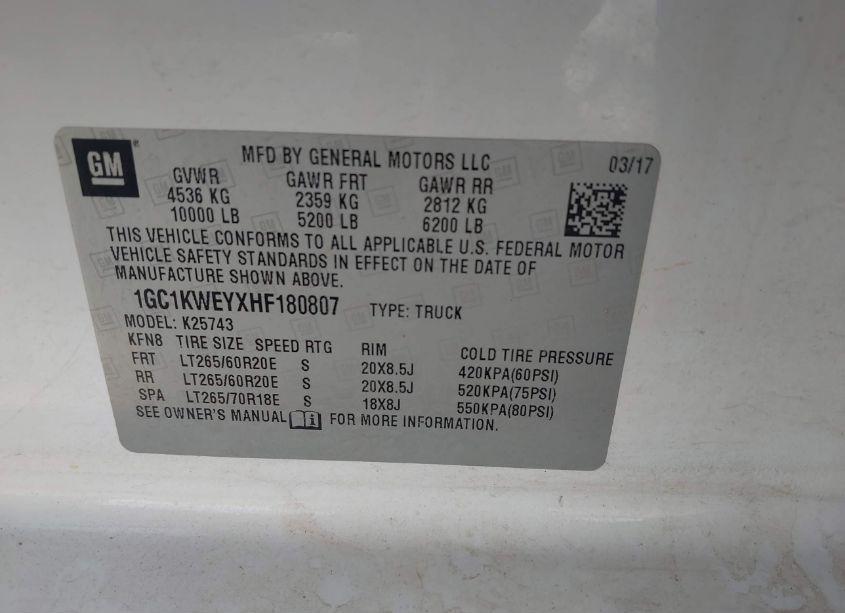 GM
MFD BY GENERAL MOTORS LLC 03/17
GVWR GAWR FRT GAWR RR
4536 KG 2359 KG 2812 KG
10000 LB 5200 LB 6200 LB
THIS VEHICLE CONFORMS TO ALL APPLICABLE U.S. FEDERAL MOTOR
VEHICLE SAFETY STANDARDS IN EFFECT ON THE DATE OF
MANUFACTURE SHOWN ABOVE.
1GC1KWEYXHF180807 TYPE: TRUCK
MODEL: K25743
KFN8 TIRE SIZE SPEED RTG RIM COLD TIRE PRESSURE
FRT LT265/60R20E S 20X8.5J 420KPA(60PSI)
RR LT265/60R20E S 20X8.5J 520KPA(75PSI)
SPA LT265/70R18E S 18X8J 550KPA(80PSI)
SEE OWNER'S MANUAL FOR MORE INFORMATION.